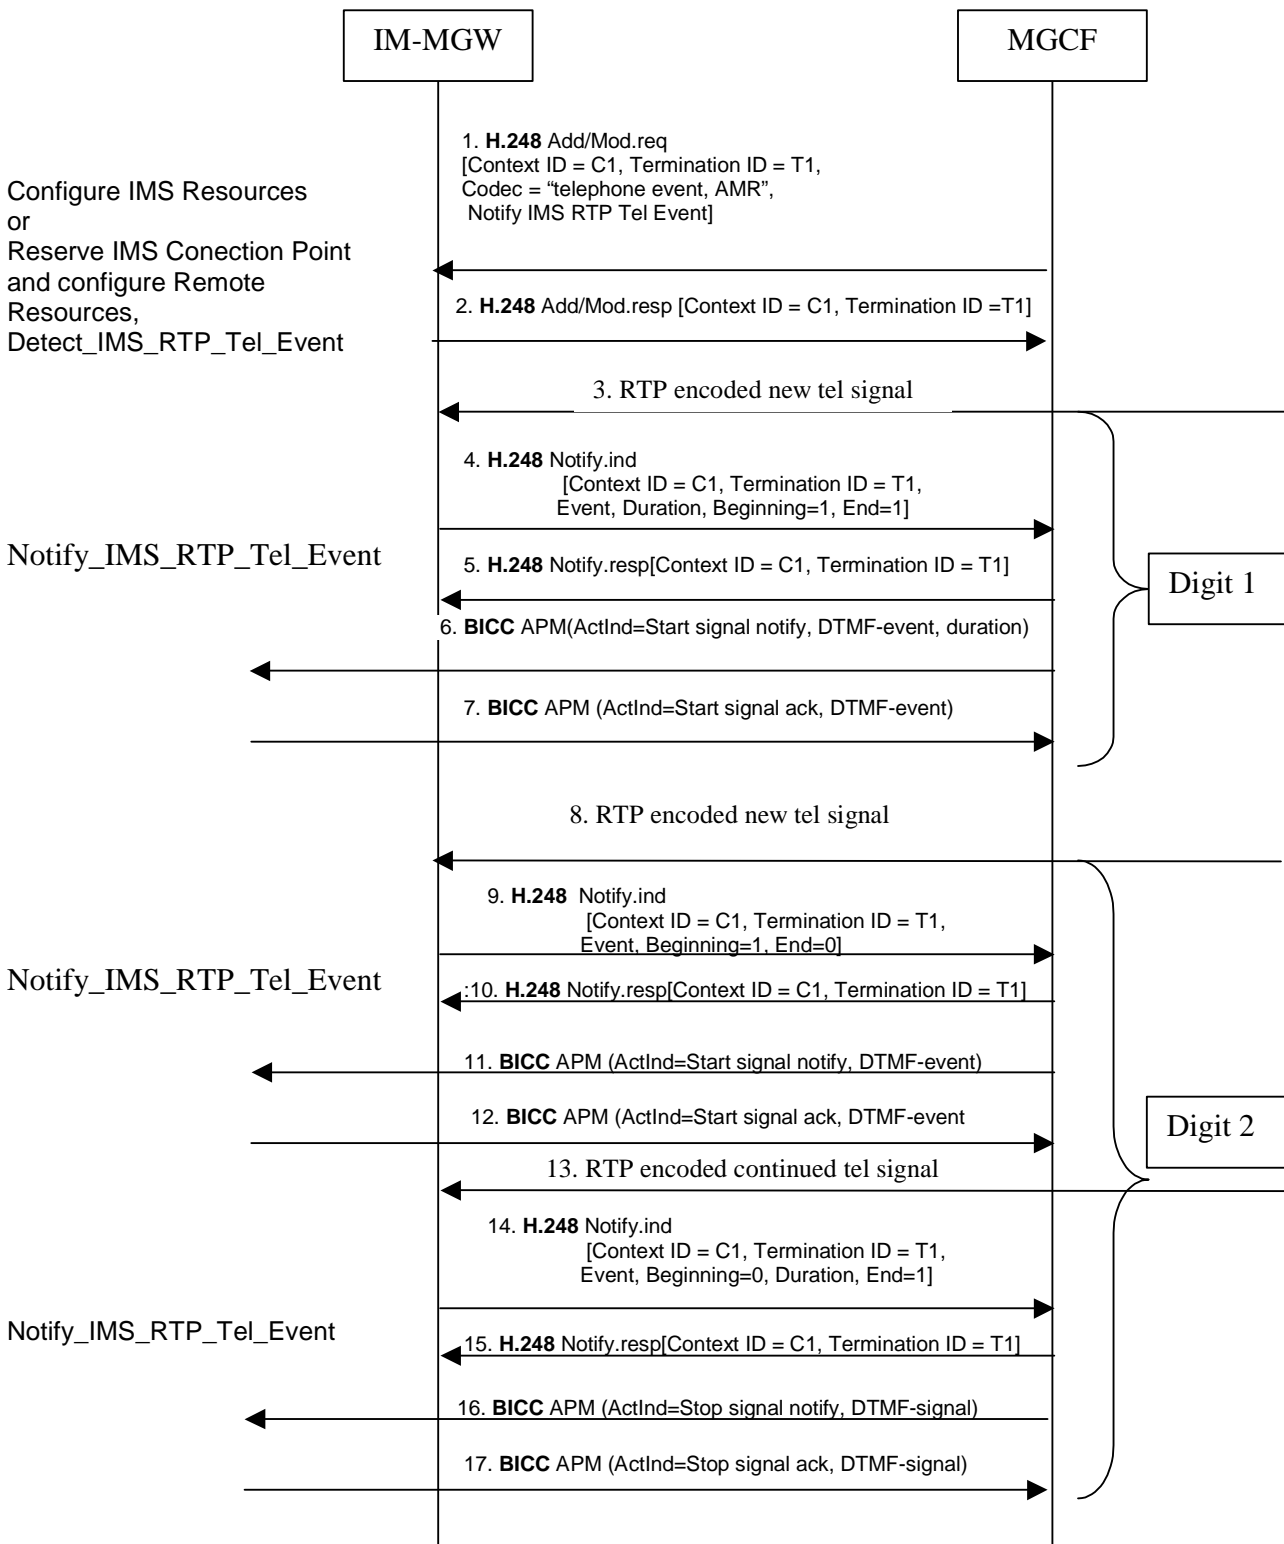 IM-MGW
MGCF
1. H.248 Add/Mod.req
[Context ID = C1, Termination ID = T1,
Codec = “telephone event, AMR”,
Notify IMS RTP Tel Event]
Configure IMS Resources
or
Reserve IMS Conection Point
and configure Remote
Resources,
Detect_IMS_RTP_Tel_Event
2. H.248 Add/Mod.resp [Context ID = C1, Termination ID =T1]
3. RTP encoded new tel signal
4. H.248 Notify.ind
[Context ID = C1, Termination ID = T1,
Event, Duration, Beginning=1, End=1]
Notify_IMS_RTP_Tel_Event
5. H.248 Notify.resp[Context ID = C1, Termination ID = T1]
Digit 1
6. BICC APM(ActInd=Start signal notify, DTMF-event, duration)
7. BICC APM (ActInd=Start signal ack, DTMF-event)
8. RTP encoded new tel signal
9. H.248 Notify.ind
[Context ID = C1, Termination ID = T1,
Event, Beginning=1, End=0]
Notify_IMS_RTP_Tel_Event
:10. H.248 Notify.resp[Context ID = C1, Termination ID = T1]
11. BICC APM (ActInd=Start signal notify, DTMF-event)
12. BICC APM (ActInd=Start signal ack, DTMF-event
Digit 2
13. RTP encoded continued tel signal
14. H.248 Notify.ind
[Context ID = C1, Termination ID = T1,
Event, Beginning=0, Duration, End=1]
Notify_IMS_RTP_Tel_Event
15. H.248 Notify.resp[Context ID = C1, Termination ID = T1]
16. BICC APM (ActInd=Stop signal notify, DTMF-signal)
17. BICC APM (ActInd=Stop signal ack, DTMF-signal)